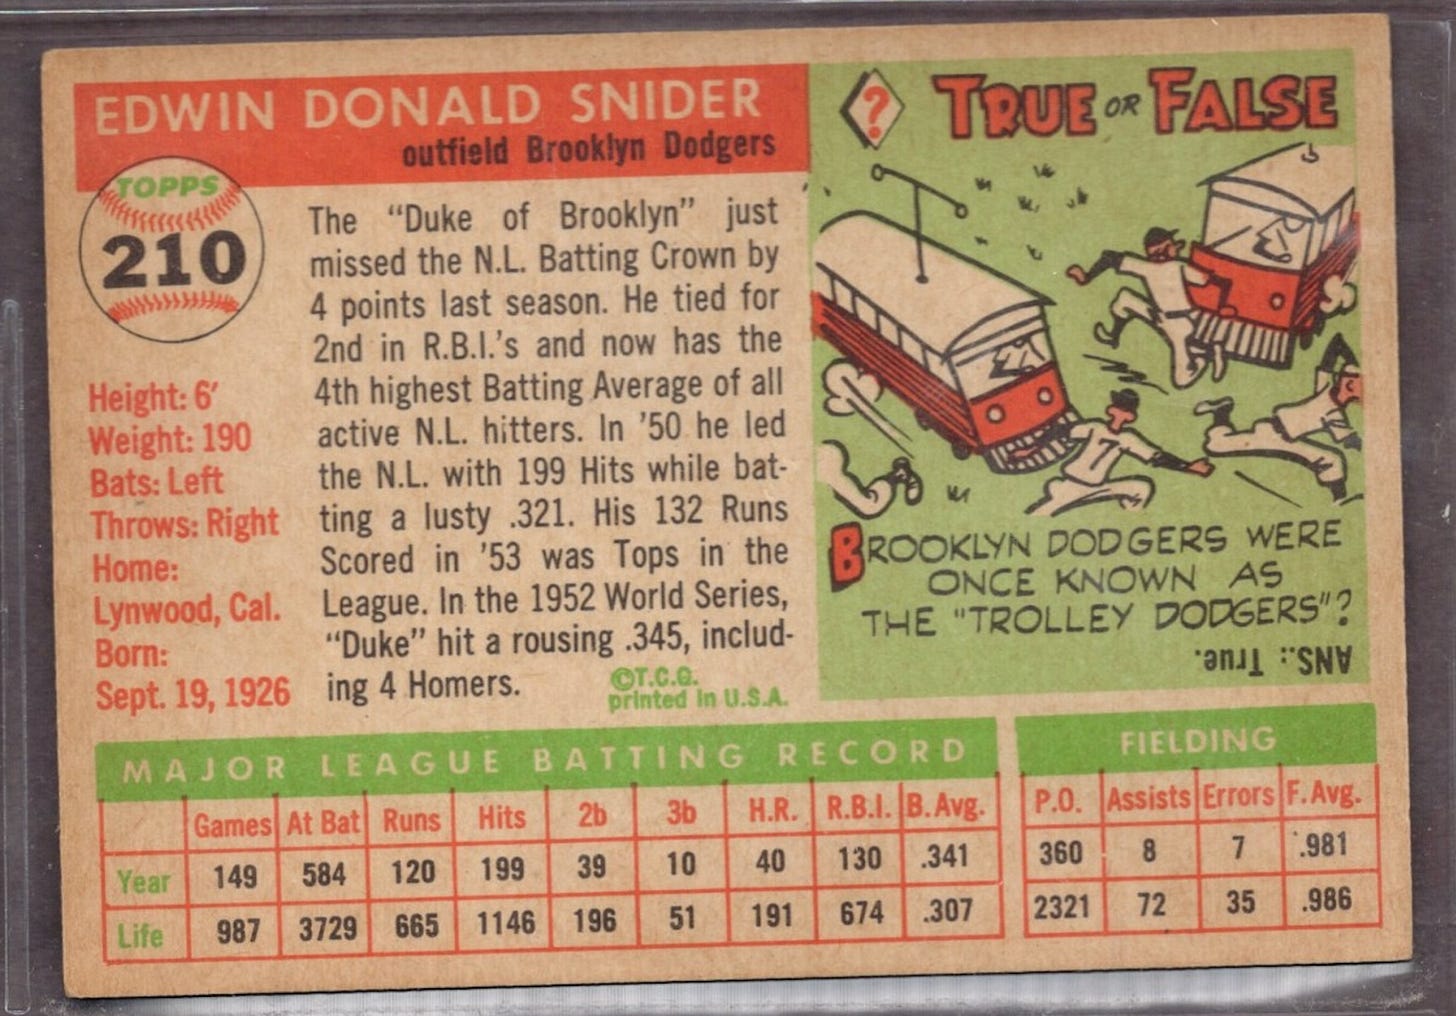 EDWIN DONALD SNIDER
outfield Brooklyn Dodgers
TOPPS
210
Height: 6'
Weight: 190
Bats: Left
Throws: Right
Home:
Lynwood, Cal.
Born:
Sept. 19, 1926
The "Duke of Brooklyn" just
missed the N.L. Batting Crown by
4 points last season. He tied for
2nd in R.B.I.'s and now has the
4th highest Batting Average of all
active N.L. hitters. In '50 he led
the N.L. with 199 Hits while bat-
ting a lusty .321. His 132 Runs
Scored in '53 was Tops in the
League. In the 1952 World Series,
"Duke" hit a rousing .345, includ-
ing 4 Homers.
©T.C.G.
printed in U.S.A.
? TRUE OR FALSE
7
BROOKLYN DODGERS WERE
ONCE KNOWN AS
THE "TROLLEY DODGERS"?
ANS.: True.
MAJOR LEAGUE BATTING RECORD
Games At Bat Runs Hits 2b 3b H.R. R.B.I. B. Avg.
Year 149 584 120 199 39 10 40 130 .341
Life 987 3729 665 1146 196 51 191 674 .307
FIELDING
P.O. Assists Errors F. Avg.
360 8 7 .981
2321 72 35 .986